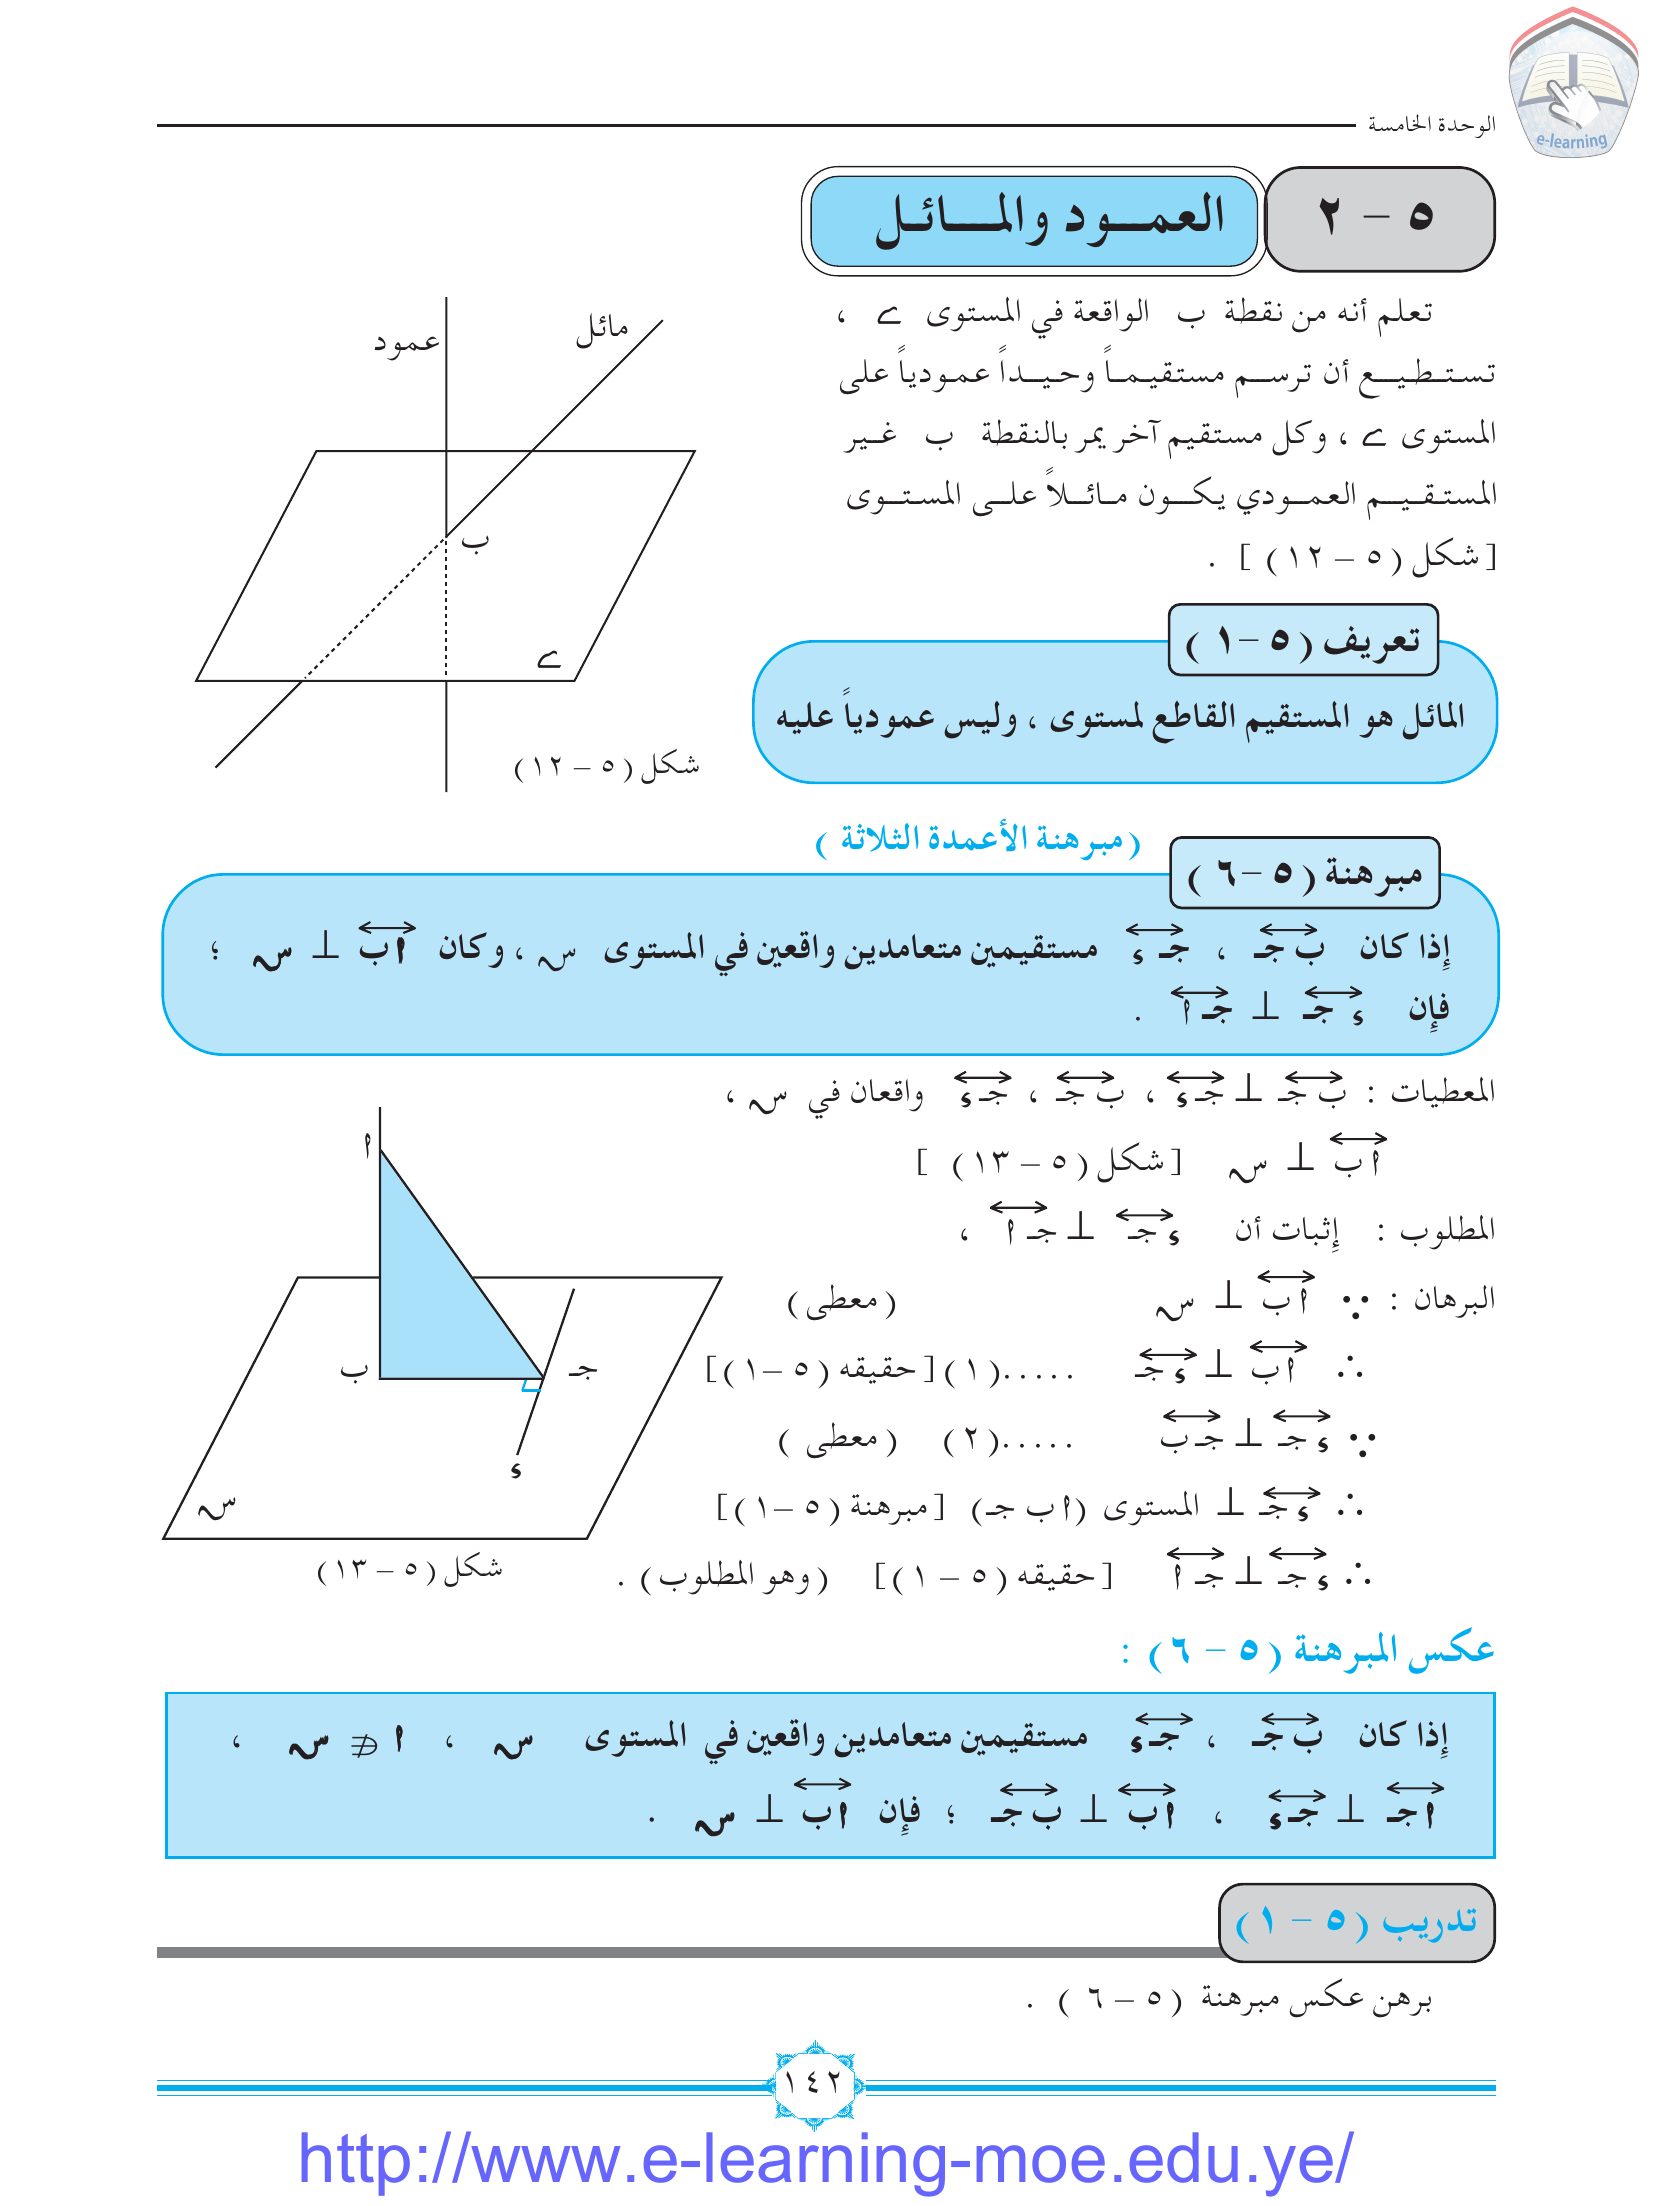 e-learning
الوحدة الخامسة
٥ – ٢ العمـــود والمـــائـل
تعلم أنه من نقطة ب الواقعة في المستوى ے ،
تستطيع أن ترسم مستقيماً وحيداً عمودياً على
المستوى ے ، وكل مستقيم آخر يمر بالنقطة ب غير
المستقيم العمودي يكون مائلاً على المستوى
[ شكل ( ٥ – ١٢ ) ] .
عمود
مائل
ب
ے
شكل ( ٥ – ١٢ )
تعريف ( ٥ – ١ )
المائل هو المستقيم القاطع لمستوى ، وليس عمودياً عليه
مبرهنة ( ٥ – ٦ ) ( مبرهنة الأعمدة الثلاثة )
إذا كان ب جـ ، جـ ء مستقيمين متعامدين واقعين في المستوى س ، وكان ا ب ⊥ س ؛
فإن ء جـ ⊥ جـ ا .
المعطيات : ب جـ ⊥ جـ ء ، ب جـ ، جـ ء واقعان في س ،
ا ب ⊥ س [ شكل ( ٥ – ١٣ ) ]
المطلوب : إثبات أن ء جـ ⊥ جـ ا ،
البرهان : ∵ ا ب ⊥ س ( معطى )
∴ ا ب ⊥ ء جـ .....( ١ ) [ حقيقه ( ٥ – ١ ) ]
∵ ء جـ ⊥ جـ ب .....( ٢ ) ( معطى )
∴ ء جـ ⊥ المستوى ( ا ب جـ ) [ مبرهنة ( ٥ – ١ ) ]
∴ ء جـ ⊥ جـ ا [ حقيقه ( ٥ – ١ ) ] ( وهو المطلوب ) .
ا
ب
جـ
ء
س
شكل ( ٥ – ١٣ )
عكس المبرهنة ( ٥ – ٦ ) :
إذا كان ب جـ ، جـ ء مستقيمين متعامدين واقعين في المستوى س ، ا ∉ س ،
ا جـ ⊥ جـ ء ، ا ب ⊥ ب جـ ؛ فإن ا ب ⊥ س .
تدريب ( ٥ – ١ )
برهن عكس مبرهنة ( ٥ – ٦ ) .
١٤٢
http://www.e-learning-moe.edu.ye/